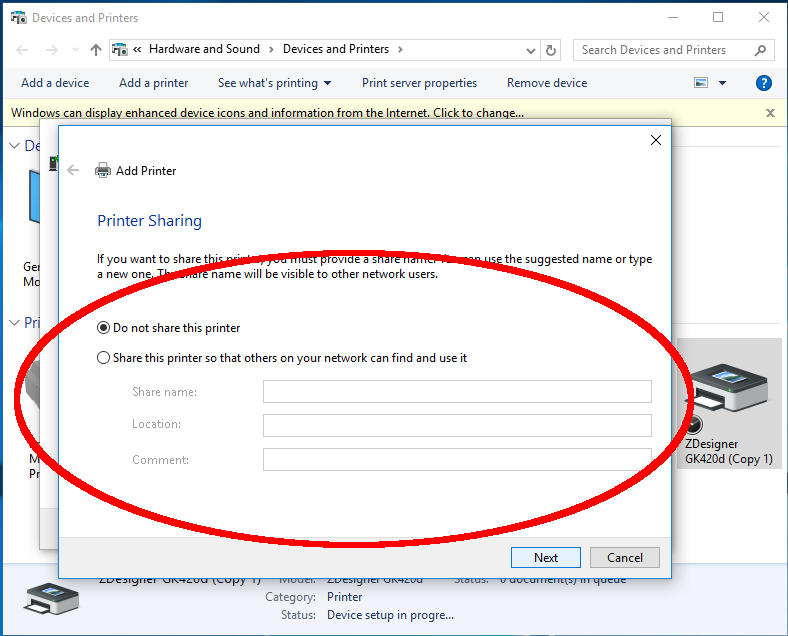 Devices and Printers
« Hardware and Sound > Devices and Printers >
Search Devices and Printers
Add a device
Add a printer
See what's printing
Print server properties
Remove device
?
Windows can display enhanced device icons and information from the Internet. Click to change...
Add Printer
Printer Sharing
If you want to share this printer, you must provide a share name. You can use the suggested name or type
a new one. The share name will be visible to other network users.
Do not share this printer
Share this printer so that others on your network can find and use it
Share name:
Location:
Comment:
Next
Cancel
De
Ger
Mo
Pri
M
Pr
ZDesigner
GK420d (Copy 1)
ZDesigner GK420d (Copy 1)
Model: ZDesigner GK420d
Status: 0 document(s) in queue
Category: Printer
Status: Device setup in progre...